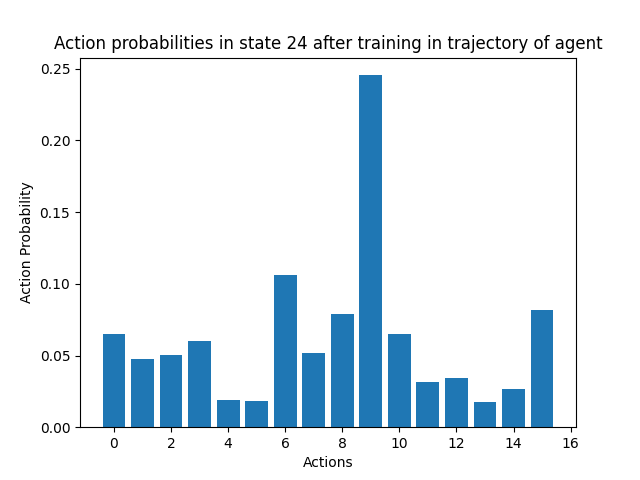 Action probabilities in state 24 after training in trajectory of agent
0.25
0.20
0.15
0.10
0.05
0.00
Action Probability
0 2 4 6 8 10 12 14 16
Actions